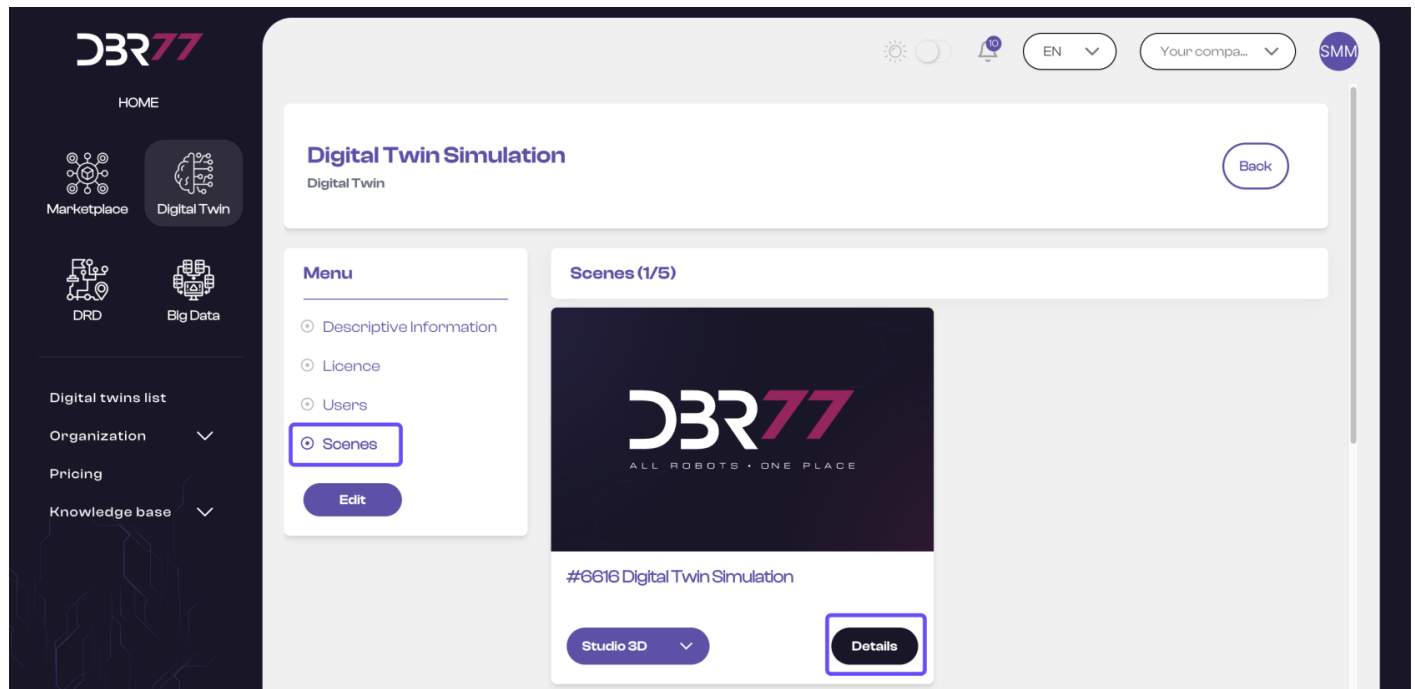 DBR77
HOME
Marketplace
Digital Twin
DRD
Big Data
Digital twins list
Organization
Pricing
Knowledge base
10
EN
Your compa...
SMM
Digital Twin Simulation
Digital Twin
Back
Menu
Descriptive Information
Licence
Users
Scenes
Edit
Scenes (1/5)
DBR77
ALL ROBOTS • ONE PLACE
#6616 Digital Twin Simulation
Studio 3D
Details